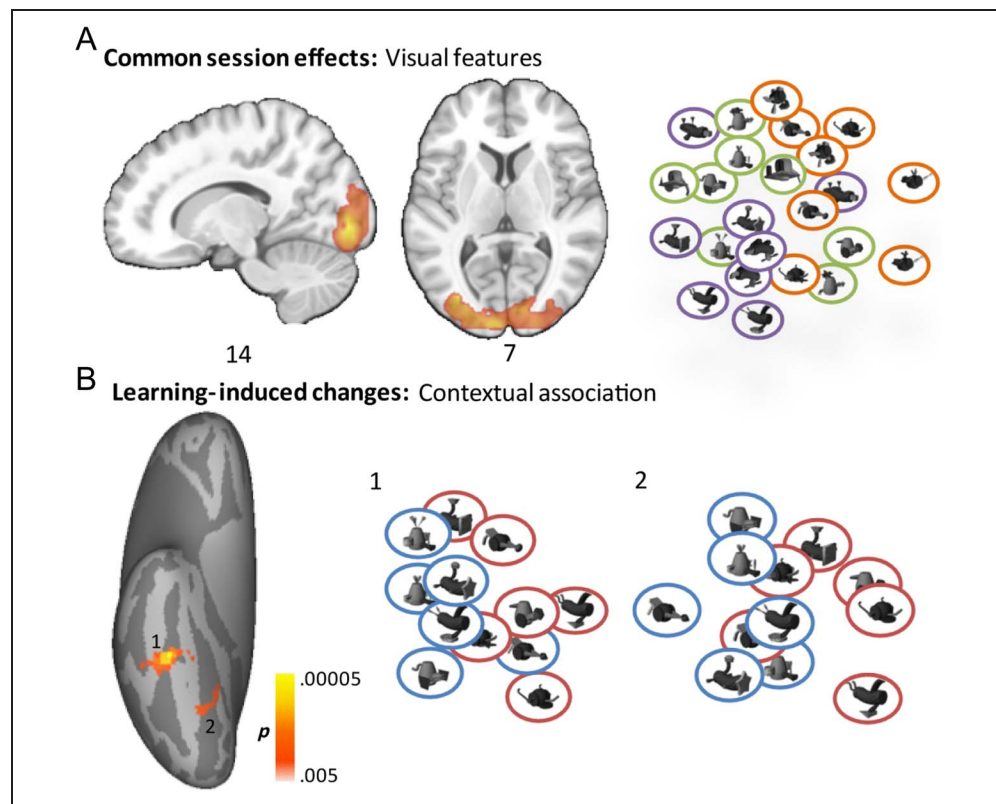 A
Common session effects: Visual features
14
7
B
Learning-induced changes: Contextual association
1
2
1
2
.00005
p
.005